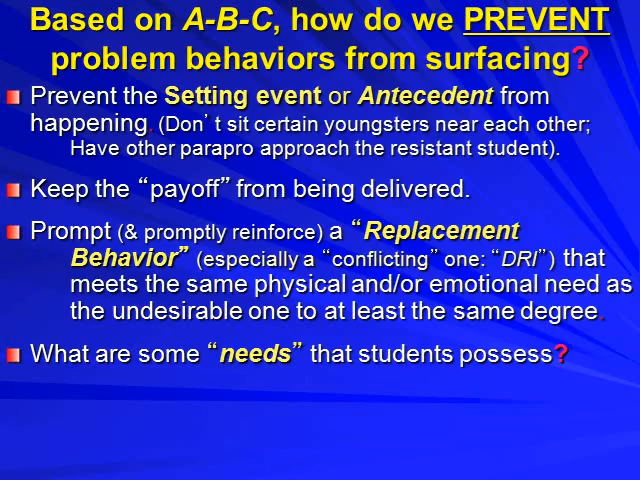 Based on A-B-C, how do we PREVENT
problem behaviors from surfacing?
Prevent the Setting event or Antecedent from
happening. (Don’ t sit certain youngsters near each other;
Have other parapro approach the resistant student).
Keep the “payoff” from being delivered.
Prompt (& promptly reinforce) a “Replacement
Behavior” (especially a “conflicting” one: “DRI”) that
meets the same physical and/or emotional need as
the undesirable one to at least the same degree.
What are some “needs” that students possess?